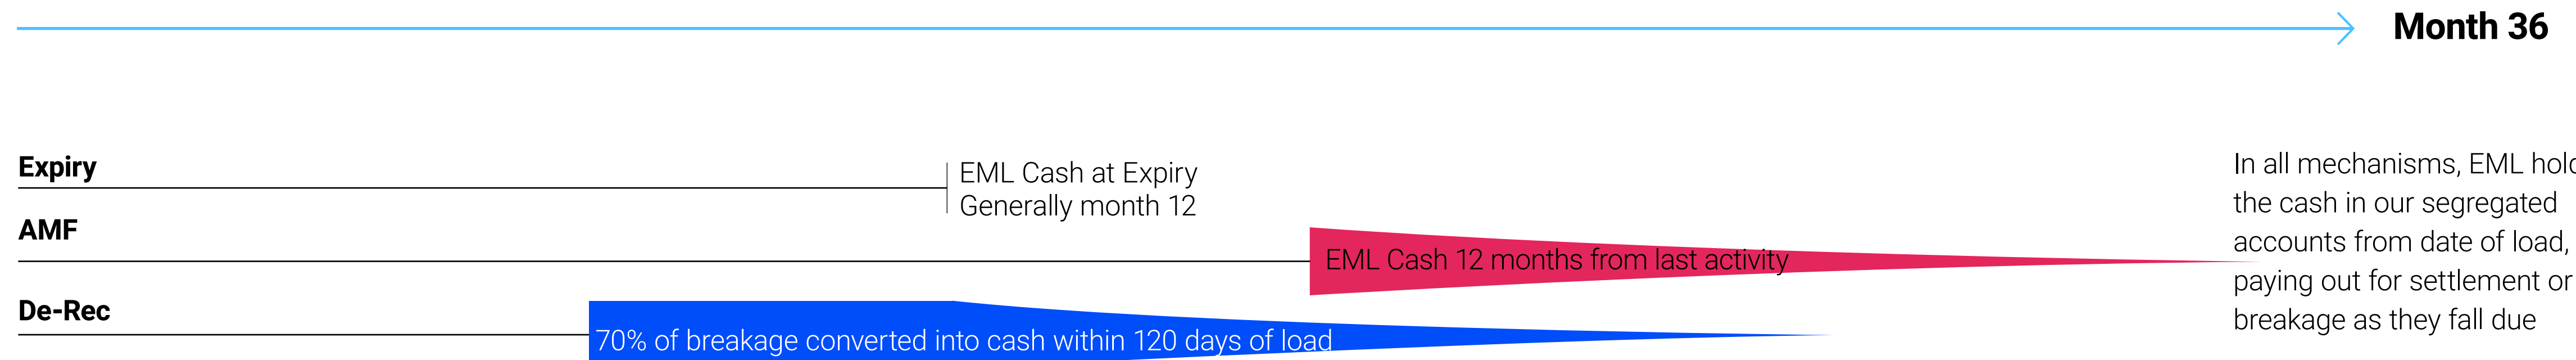 Month 36
Expiry
EML Cash at Expiry
Generally month 12
AMF
EML Cash 12 months from last activity
De-Rec
70% of breakage converted into cash within 120 days of load
In all mechanisms, EML
the cash in our segregated
accounts from date of load,
paying out for settlement or
breakage as they fall due